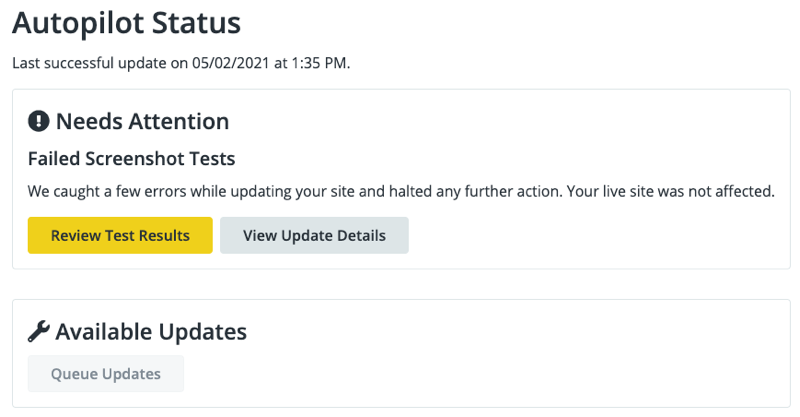 Autopilot Status
Last successful update on 05/02/2021 at 1:35 PM.
Needs Attention
Failed Screenshot Tests
We caught a few errors while updating your site and halted any further action. Your live site was not affected.
Review Test Results
View Update Details
Available Updates
Queue Updates